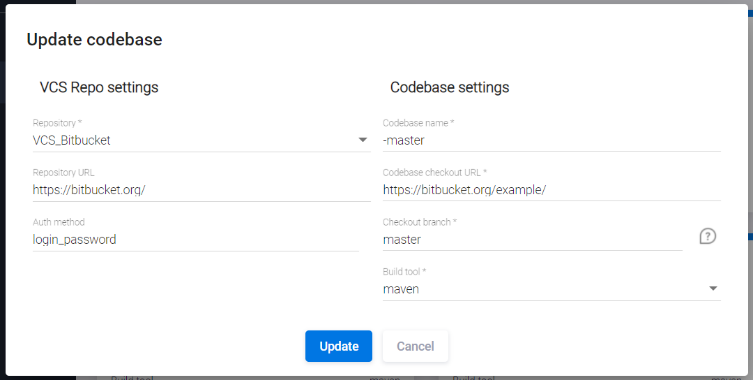 Update codebase
VCS Repo settings
Repository *
VCS_Bitbucket
Repository URL
https://bitbucket.org/
Auth method
login_password
Codebase settings
Codebase name *
-master
Codebase checkout URL *
https://bitbucket.org/example/
Checkout branch *
master
?
Build tool *
maven
Update
Cancel